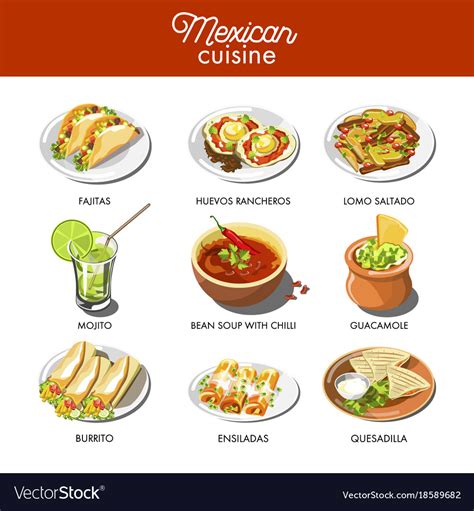 Mexican
cuisine
FAJITAS
HUEVOS RANCHEROS
LOMO SALTADO
MOJITO
BEAN SOUP WITH CHILLI
GUACAMOLE
BURRITO
ENSILADAS
QUESADILLA
VectorStock®
VectorStock.com/18589682